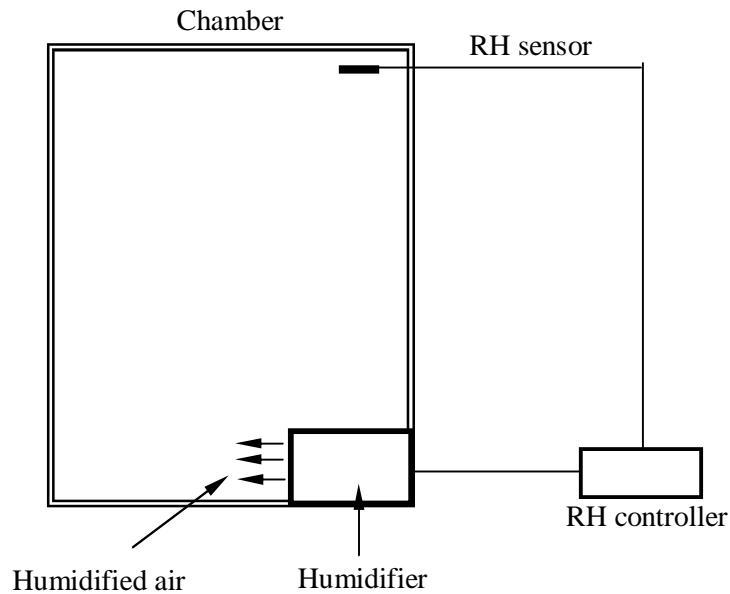 Chamber
RH sensor
RH controller
Humidified air
Humidifier